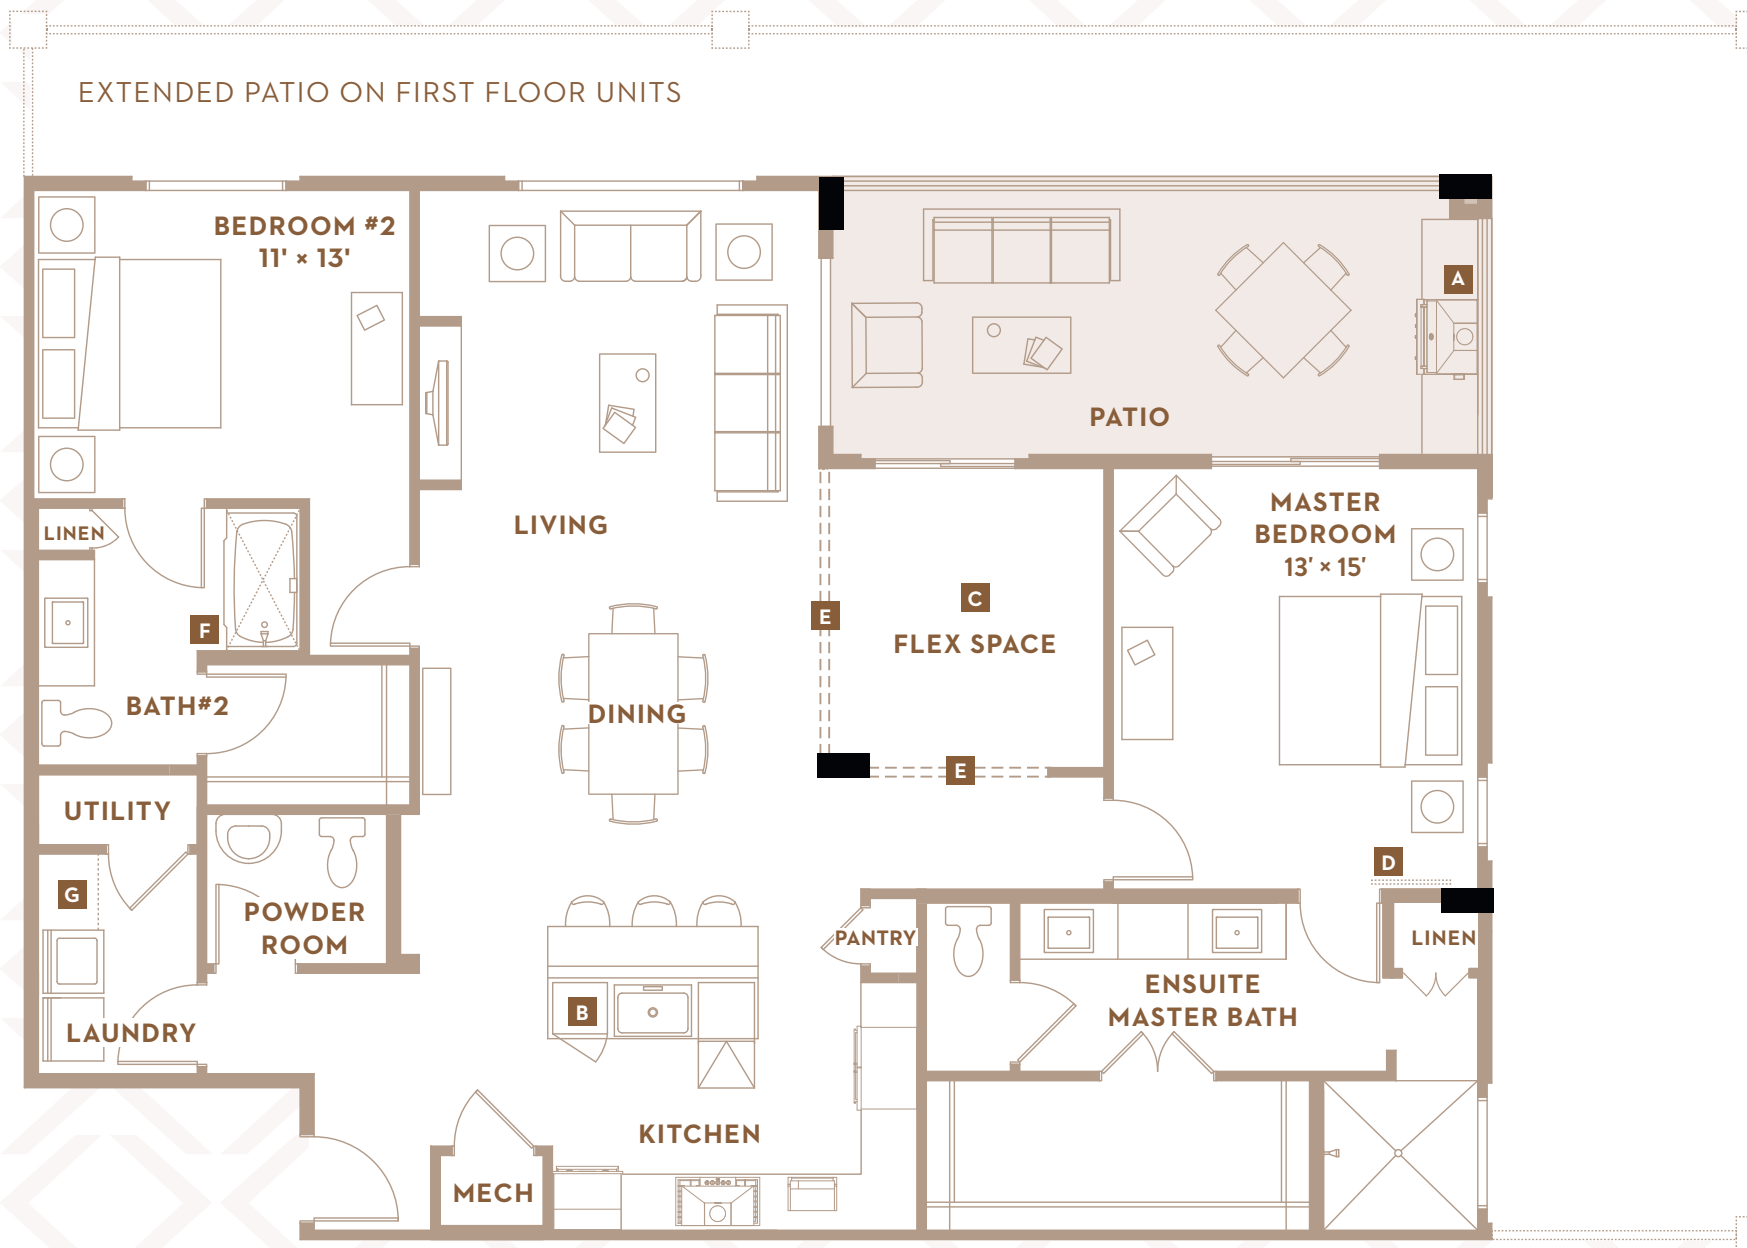 EXTENDED PATIO ON FIRST FLOOR UNITS
BEDROOM #2
11' × 13'
A
PATIO
LIVING
LINEN
MASTER
BEDROOM
13' × 15'
C
E
FLEX SPACE
F
BATH#2
DINING
E
UTILITY
D
G
POWDER
ROOM
PANTRY
LINEN
ENSUITE
MASTER BATH
B
LAUNDRY
KITCHEN
MECH